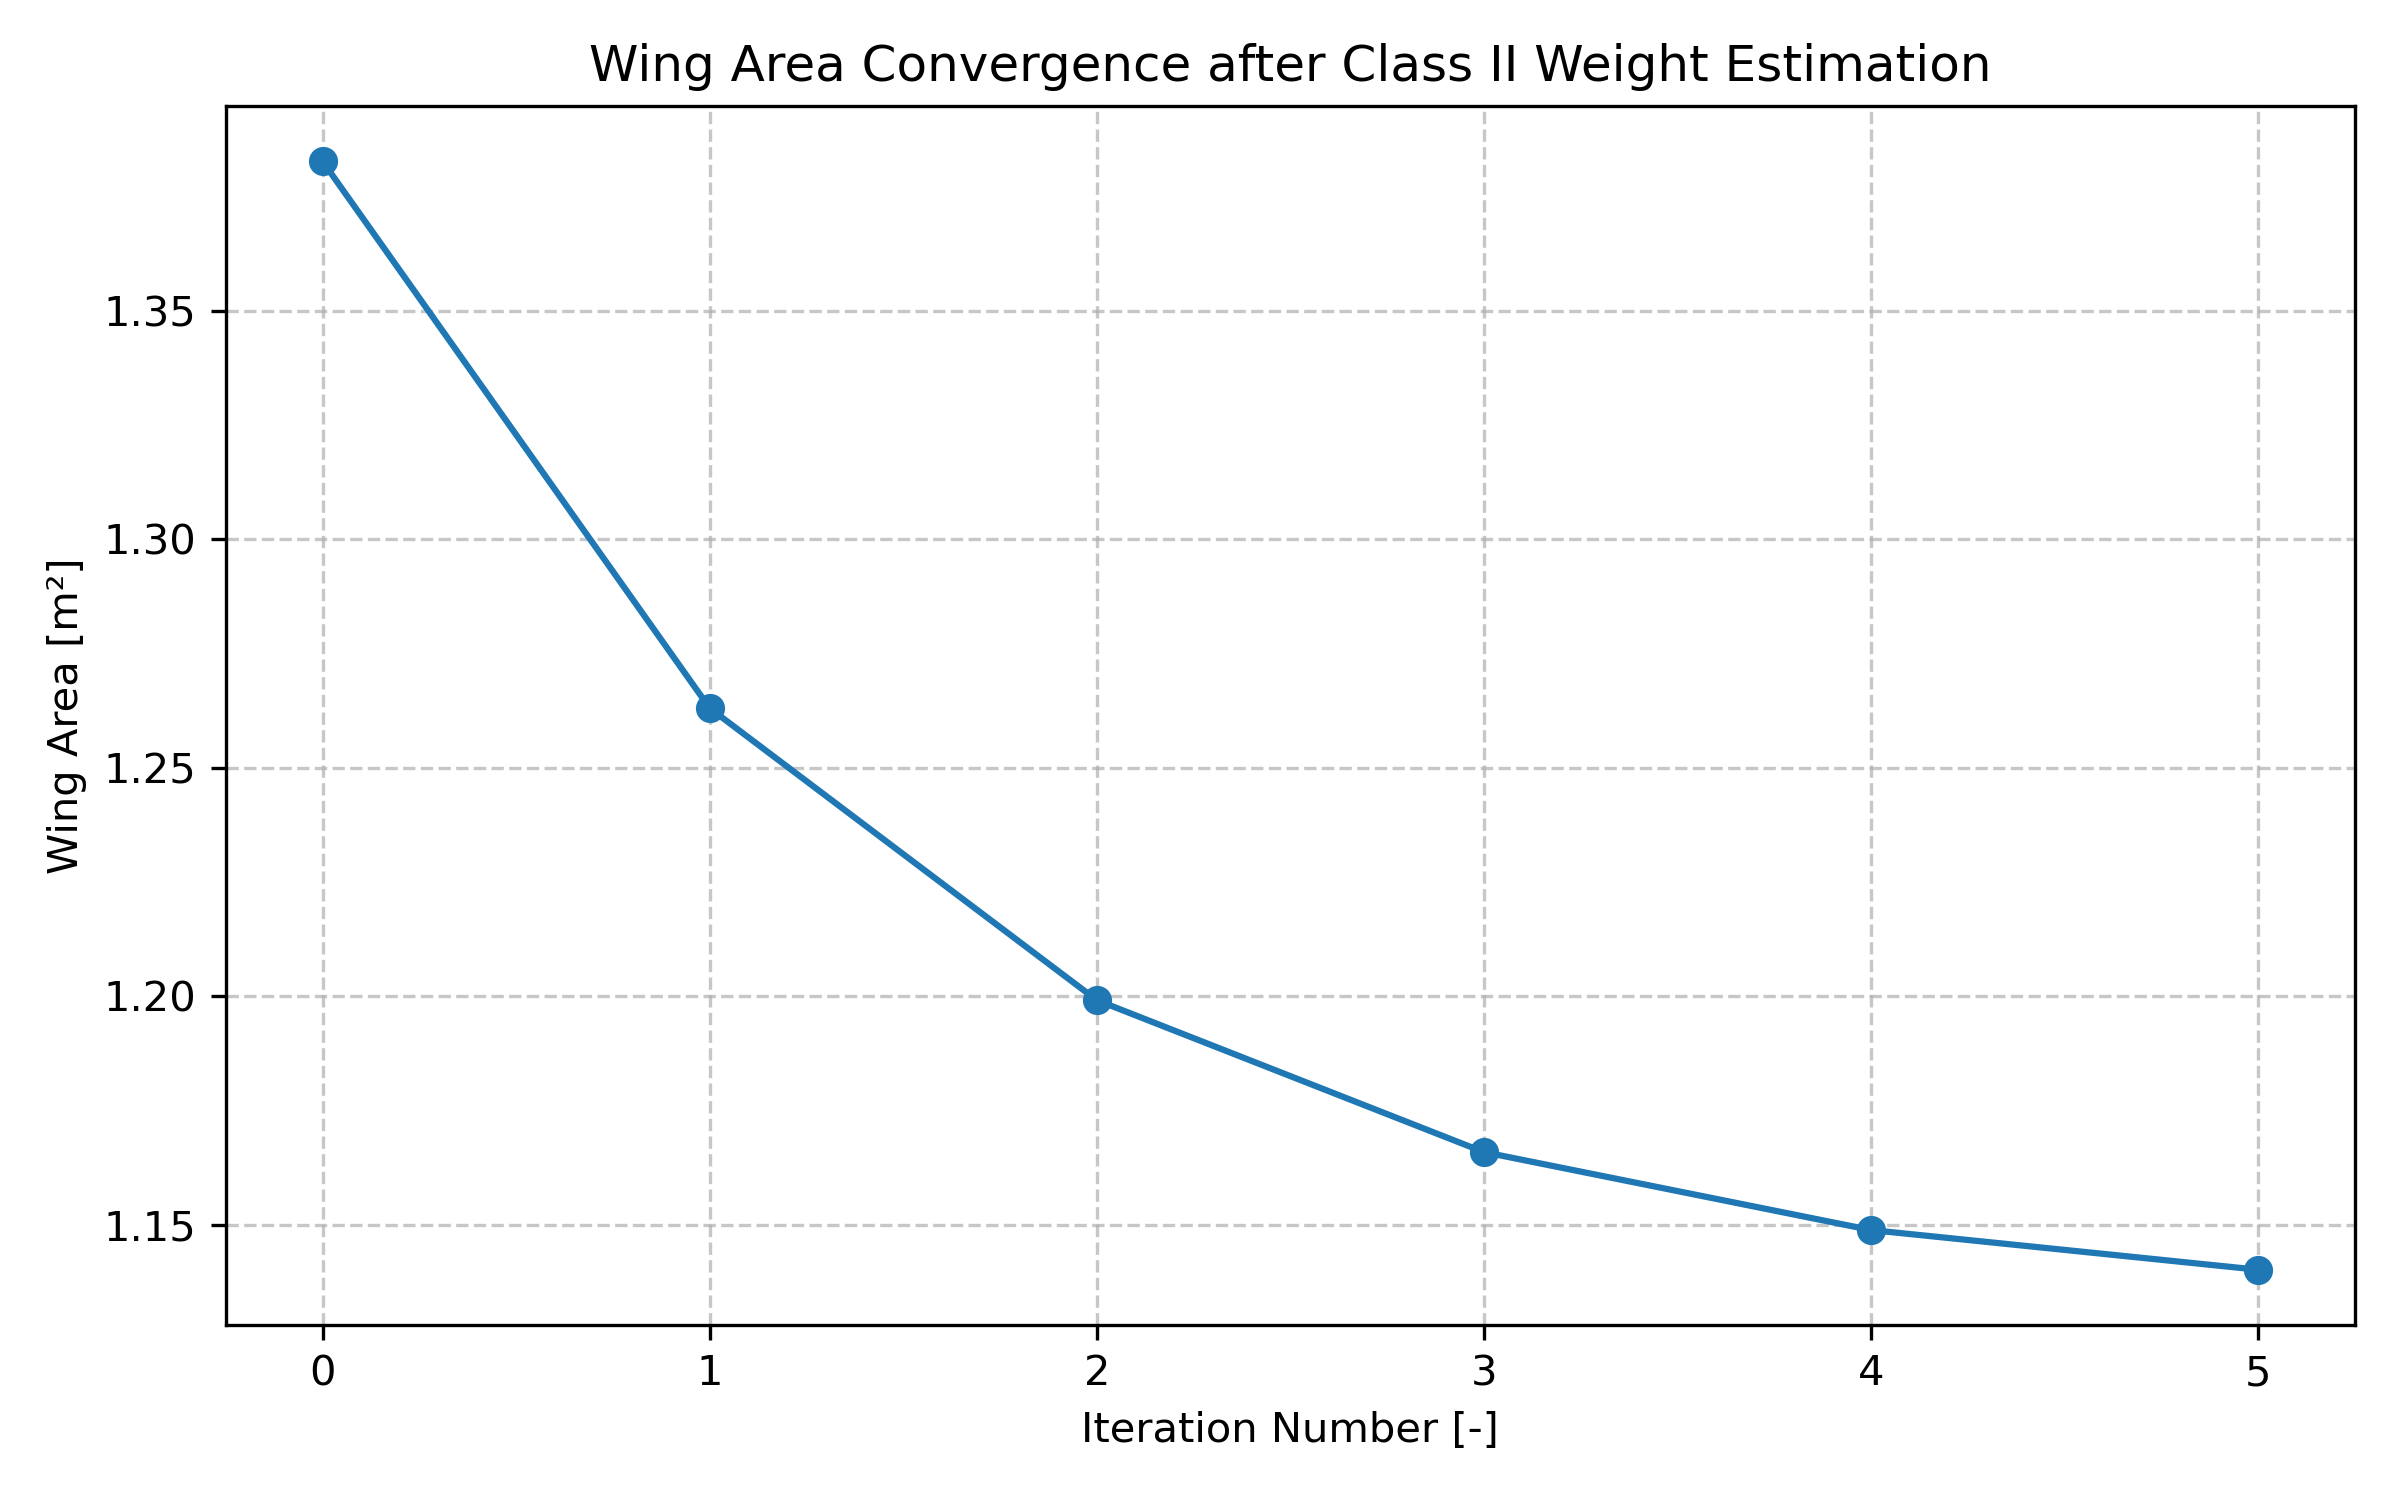 Wing Area Convergence after Class II Weight Estimation
Wing Area [m²]
1.35
1.30
1.25
1.20
1.15
0 1 2 3 4 5
Iteration Number [-]